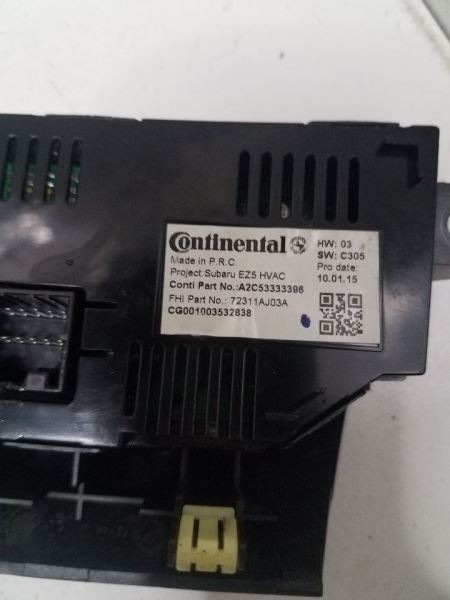 Continental
Made in P.R.C.
Project:Subaru EZ5 HVAC
Conti Part No.:A2C53333396
FHI Part No.: 72311AJ03A
CG001003532838
HW: 03
SW: C305
Pro date:
10.01.15